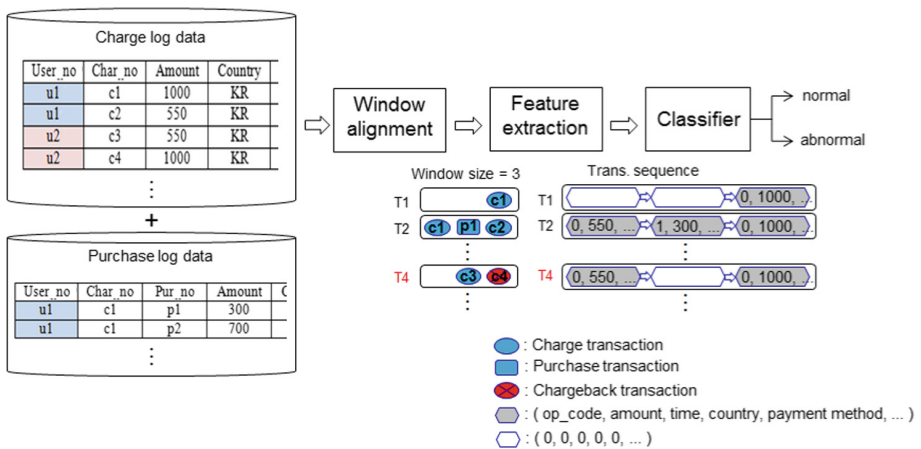 Charge log data
User_no Char_no Amount Country
u1 c1 1000 KR
u1 c2 550 KR
u2 c3 550 KR
u2 c4 1000 KR
⋮
+
Purchase log data
User_no Char_no Pur_no Amount C
u1 c1 p1 300
u1 c1 p2 700
⋮
Window
alignment
Feature
extraction
Classifier
normal
abnormal
Window size = 3
T1 c1
T2 c1 p1 c2
⋮
T4 c3 c4
⋮
Trans. sequence
T1 0, 1000, ...
T2 0, 550, ... 1, 300, ... 0, 1000, ...
⋮
T4 0, 550, ... 0, 1000, ...
⋮
: Charge transaction
: Purchase transaction
: Chargeback transaction
: ( op_code, amount, time, country, payment method, ... )
: ( 0, 0, 0, 0, 0, ... )